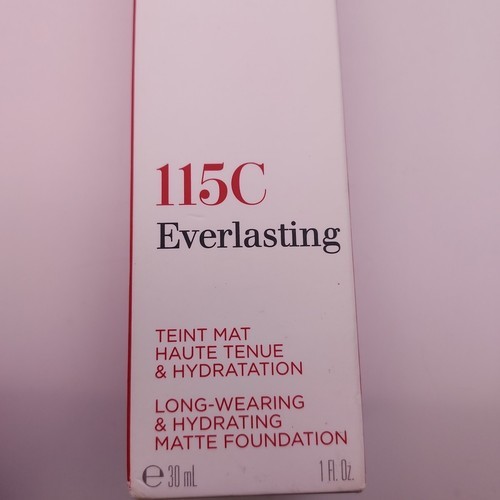 115C
Everlasting
TEINT MAT
HAUTE TENUE
& HYDRATATION
LONG-WEARING
& HYDRATING
MATTE FOUNDATION
℮ 30 mL 1 Fl. Oz.